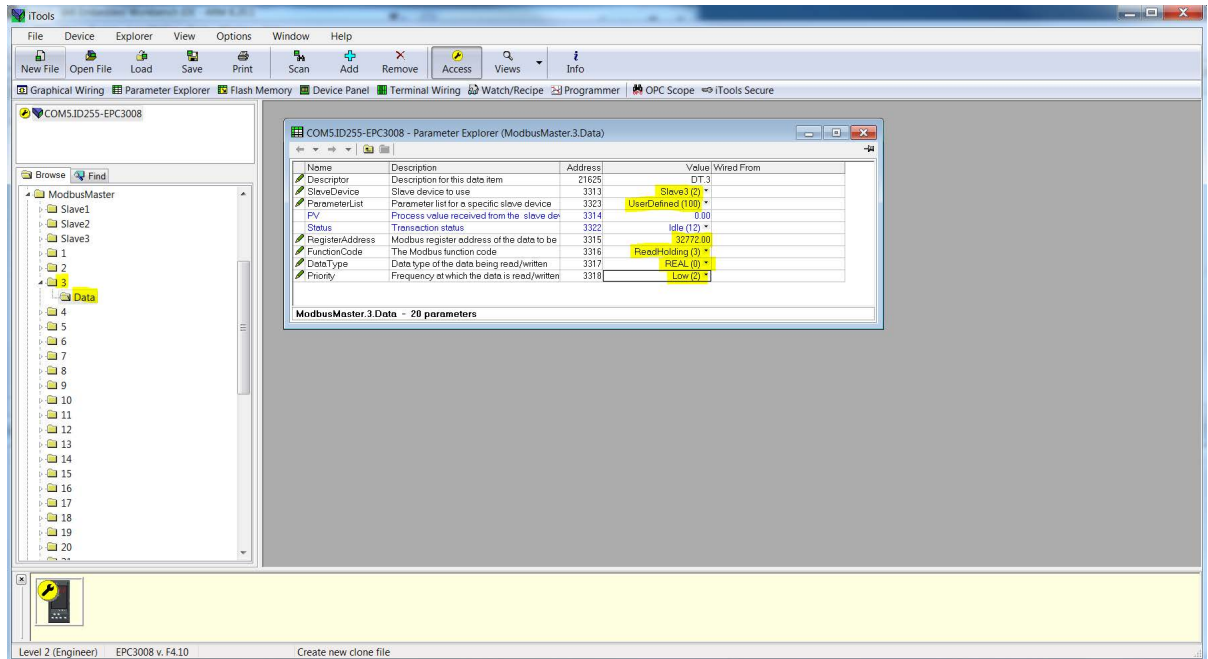 iTools
File Device Explorer View Options Window Help
New File Open File Load Save Print Scan Add Remove Access Views Info
Graphical Wiring Parameter Explorer Flash Memory Device Panel Terminal Wiring Watch/Recipe Programmer OPC Scope iTools Secure
COM5.ID255-EPC3008
Browse Find
ModbusMaster
Slave1
Slave2
Slave3
1
2
3
Data
4
5
6
7
8
9
10
11
12
13
14
15
16
17
18
19
20
COM5.ID255-EPC3008 - Parameter Explorer (ModbusMaster.3.Data)
Name Description Address Value Wired From
Descriptor Description for this data item 21625 DT.3
SlaveDevice Slave device to use 3313 Slave3 (2)
ParameterList Parameter list for a specific slave device 3323 UserDefined (100)
PV Process value received from the slave dev 3314 0.00
Status Transaction status 3322 Idle (12)
RegisterAddress Modbus register address of the data to be 3315 32772.00
FunctionCode The Modbus function code 3316 ReadHolding (3)
DataType Data type of the data being read/written 3317 REAL (0)
Priority Frequency at which the data is read/written 3318 Low (2)
ModbusMaster.3.Data - 20 parameters
Level 2 (Engineer) EPC3008 v. F4.10 Create new clone file